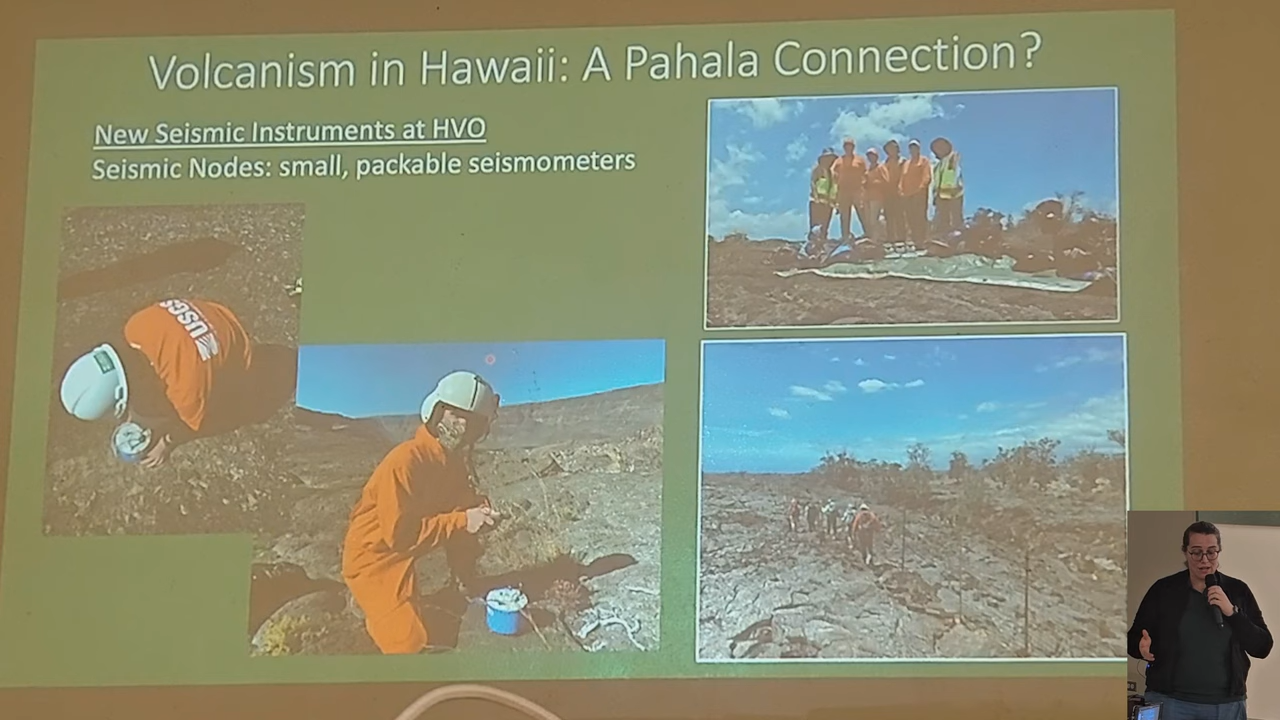 Volcanism in Hawaii: A Pahala Connection?
New Seismic Instruments at HVO
Seismic Nodes: small, packable seismometers
USGS